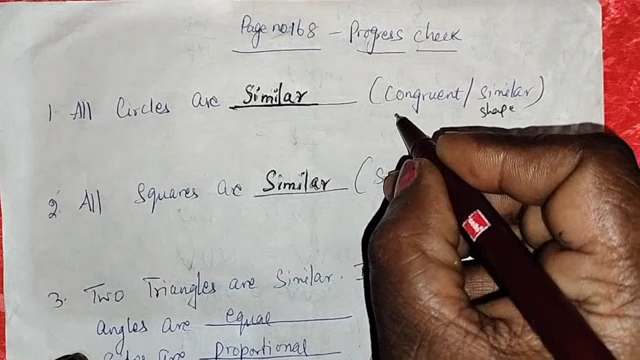 Page no 168 - Progress check
1. All Circles are Similar (Congruent/Similar)
shape
2. All Squares are Similar (S
3. Two Triangles are Similar.
angles are equal
Proportional